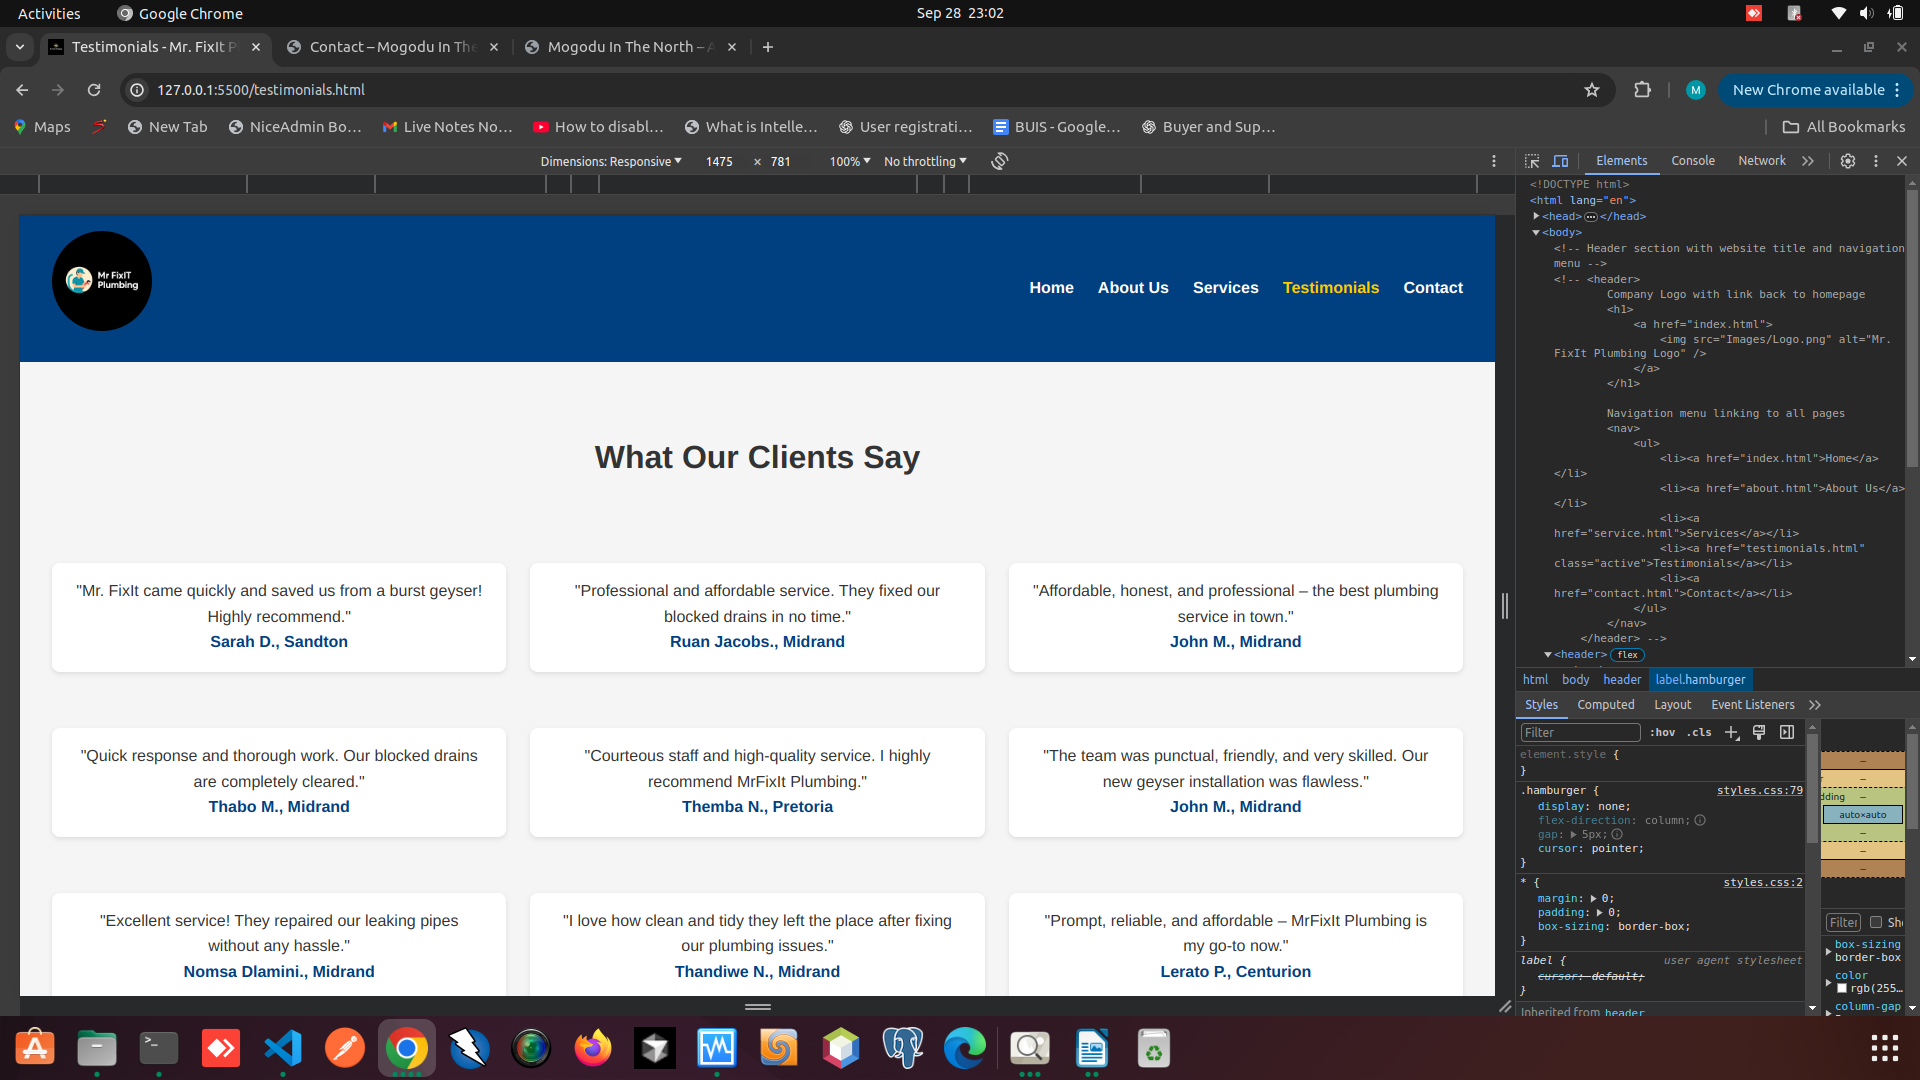 Activities
Google Chrome
Sep 28 23:02
Testimonials - Mr. FixIt P
Contact – Mogodu In The
Mogodu In The North – A
127.0.0.1:5500/testimonials.html
M
New Chrome available
Maps
New Tab
NiceAdmin Bo...
Live Notes No...
How to disabl...
What is Intelle...
User registrati...
BUIS - Google...
Buyer and Sup...
All Bookmarks
Dimensions: Responsive
1475 × 781
100%
No throttling
Elements
Console
Network
Mr FixIT
Plumbing
Home
About Us
Services
Testimonials
Contact
What Our Clients Say
"Mr. FixIt came quickly and saved us from a burst geyser!
Highly recommend."
Sarah D., Sandton
"Professional and affordable service. They fixed our
blocked drains in no time."
Ruan Jacobs., Midrand
"Affordable, honest, and professional – the best plumbing
service in town."
John M., Midrand
"Quick response and thorough work. Our blocked drains
are completely cleared."
Thabo M., Midrand
"Courteous staff and high-quality service. I highly
recommend MrFixIt Plumbing."
Themba N., Pretoria
"The team was punctual, friendly, and very skilled. Our
new geyser installation was flawless."
John M., Midrand
"Excellent service! They repaired our leaking pipes
without any hassle."
Nomsa Dlamini., Midrand
"I love how clean and tidy they left the place after fixing
our plumbing issues."
Thandiwe N., Midrand
"Prompt, reliable, and affordable – MrFixIt Plumbing is
my go-to now."
Lerato P., Centurion
<!DOCTYPE html>
<html lang="en">
<head>…</head>
<body>
<!-- Header section with website title and navigation
menu -->
<!-- <header>
Company Logo with link back to homepage
<h1>
<a href="index.html">
<img src="Images/Logo.png" alt="Mr.
FixIt Plumbing Logo" />
</a>
</h1>
Navigation menu linking to all pages
<nav>
<ul>
<li><a href="index.html">Home</a>
</li>
<li><a href="about.html">About Us</a>
</li>
<li><a
href="service.html">Services</a></li>
<li><a href="testimonials.html"
class="active">Testimonials</a></li>
<li><a
href="contact.html">Contact</a></li>
</ul>
</nav>
</header> -->
<header> flex
html
body
header
label.hamburger
Styles
Computed
Layout
Event Listeners
Filter
:hov
.cls
element.style {
}
.hamburger {
styles.css:79
display: none;
flex-direction: column;
gap: 5px;
cursor: pointer;
}
* {
styles.css:2
margin: 0;
padding: 0;
box-sizing: border-box;
}
label {
user agent stylesheet
cursor: default;
}
Inherited from header
–
r –
dding –
auto×auto
–
–
–
Filter
Sho
box-sizing
border-box
color
rgb(255…
column-gap